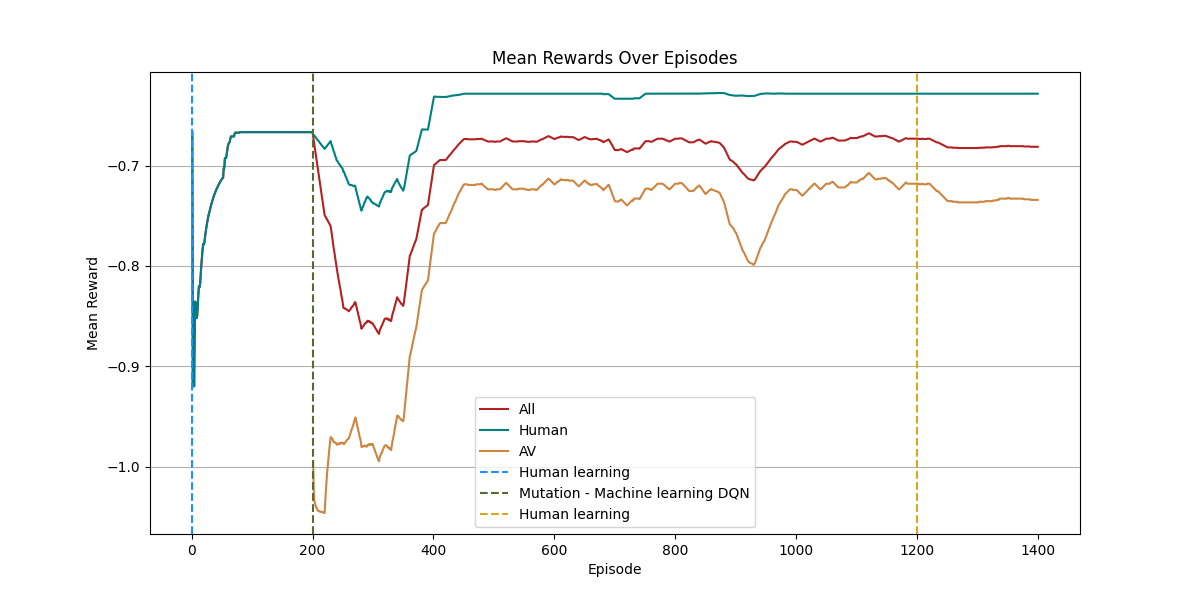 Mean Rewards Over Episodes
Mean Reward
−0.7
−0.8
−0.9
−1.0
All
Human
AV
Human learning
Mutation - Machine learning DQN
Human learning
0
200
400
600
800
1000
1200
1400
Episode